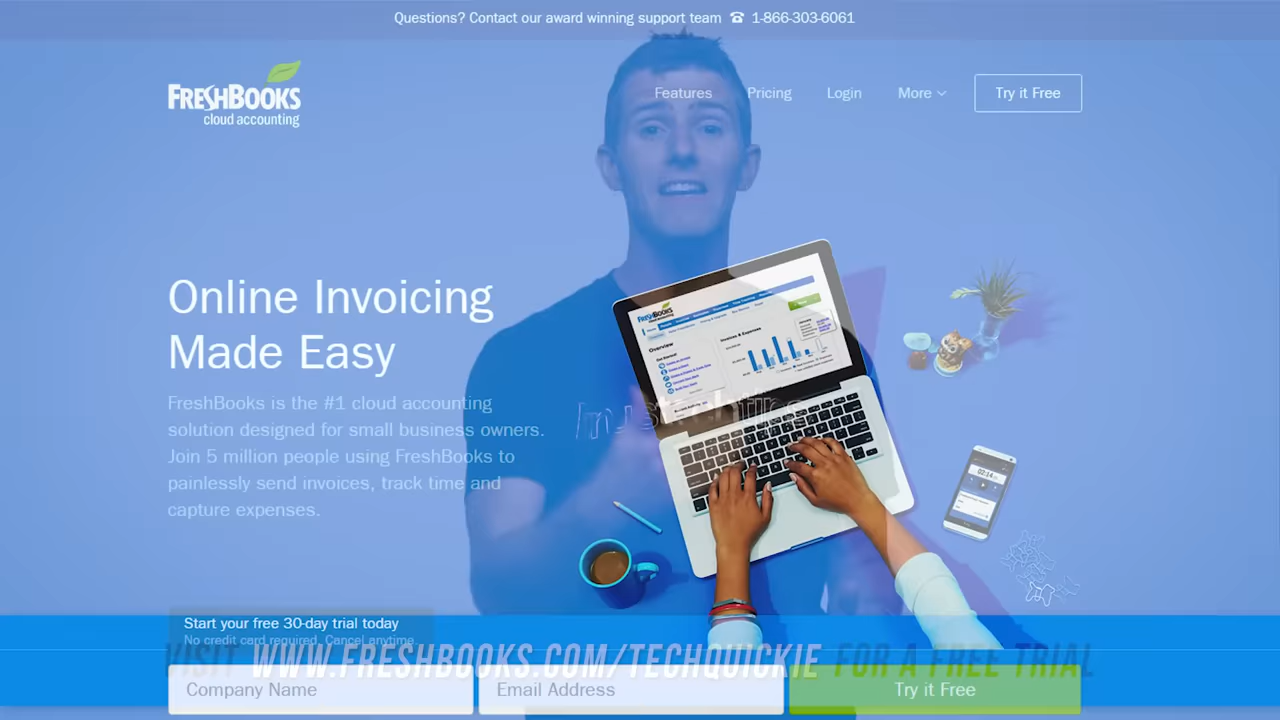 Questions? Contact our award winning support team 1-866-303-6061
FRESHBOOKS
cloud accounting
Features
Pricing
Login
More
Try it Free
Online Invoicing
Made Easy
FreshBooks is the #1 cloud accounting
solution designed for small business owners.
Join 5 million people using FreshBooks to
painlessly send invoices, track time and
capture expenses.
FRESHBOOKS
Overview
Invoices & Expenses
Start your free 30-day trial today
No credit card required. Cancel anytime.
VISIT WWW.FRESHBOOKS.COM/TECHQUICKIE FOR A FREE TRIAL
Company Name
Email Address
Try it Free